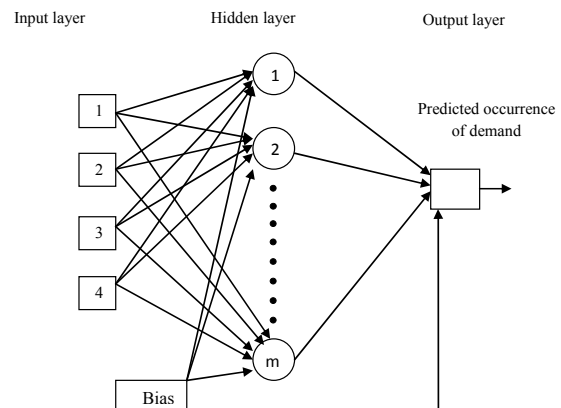 Input layer
Hidden layer
Output layer
1
2
3
4
1
2
m
Predicted occurrence
of demand
Bias